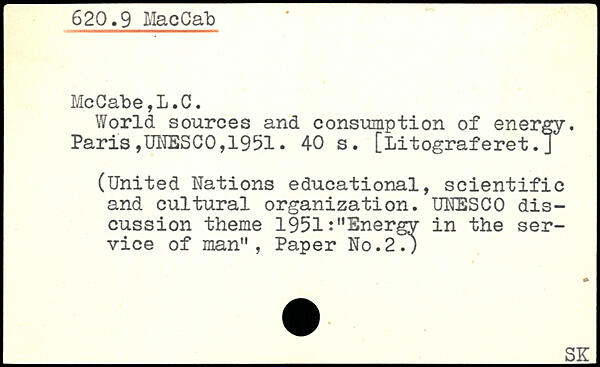 620.9 MacCab
McCabe,L.C.
World sources and consumption of energy.
Paris,UNESCO,1951. 40 s. [Litograferet.]
(United Nations educational, scientific
and cultural organization. UNESCO dis-
cussion theme 1951:"Energy in the ser-
vice of man", Paper No.2.)
SK